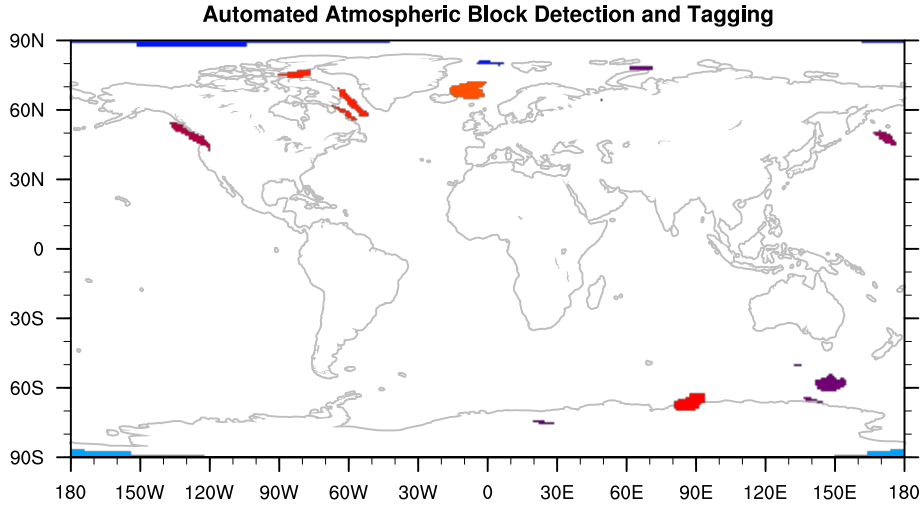 Automated Atmospheric Block Detection and Tagging
90N
60N
30N
0
30S
60S
90S
180 150W 120W 90W 60W 30W 0 30E 60E 90E 120E 150E 180